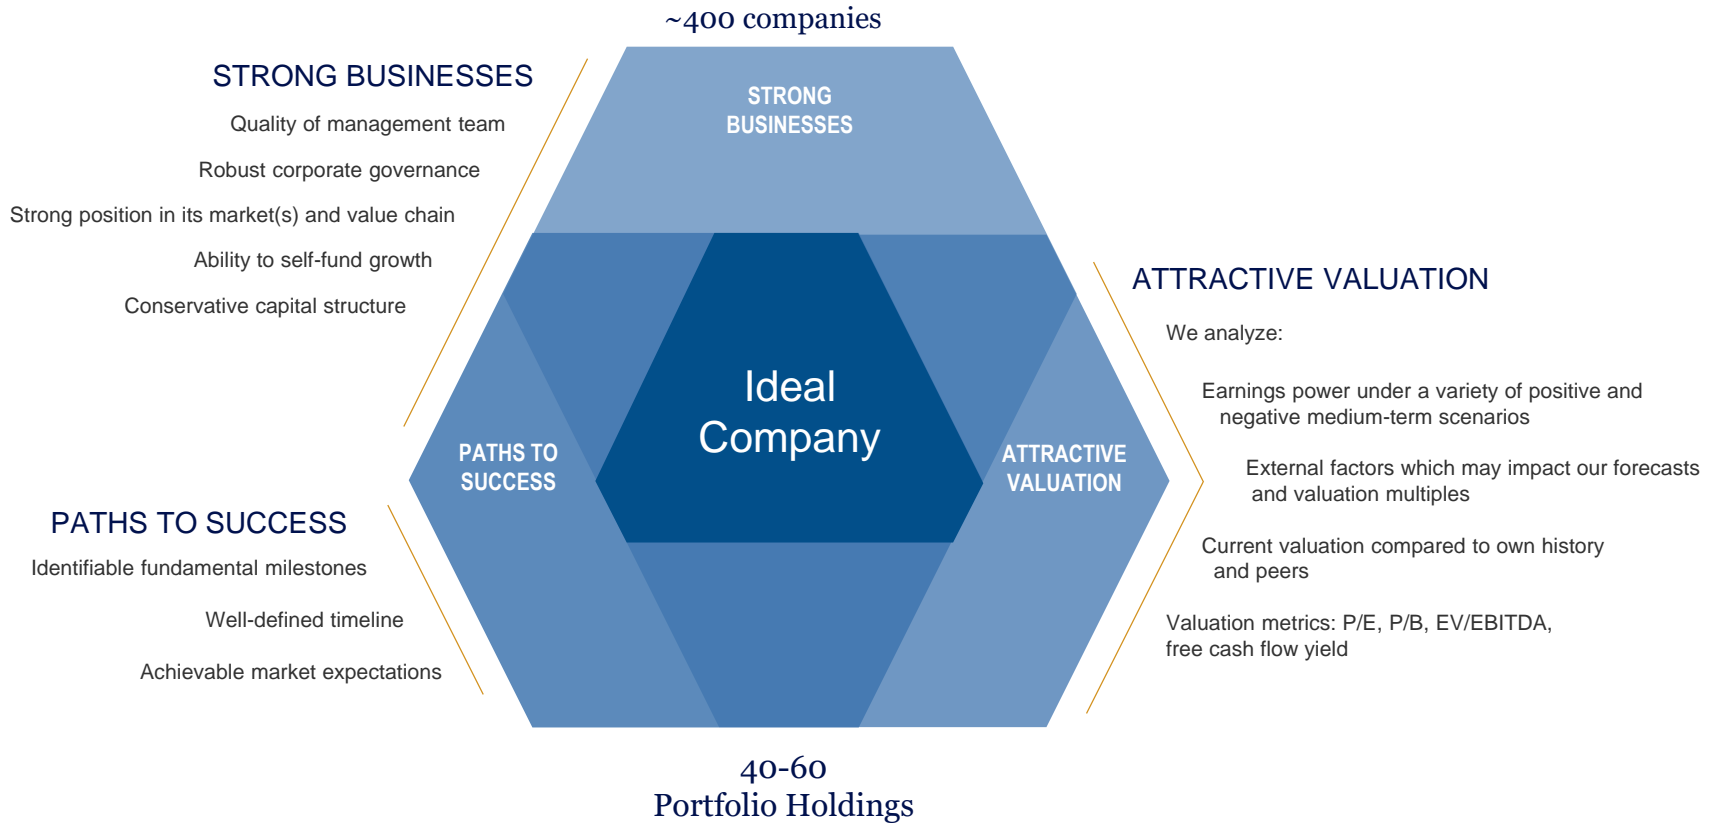 ~400 companies
STRONG BUSINESSES
Quality of management team
Robust corporate governance
Strong position in its market(s) and value chain
Ability to self-fund growth
Conservative capital structure
STRONG
BUSINESSES
Ideal
Company
PATHS TO
SUCCESS
ATTRACTIVE
VALUATION
ATTRACTIVE VALUATION
We analyze:
Earnings power under a variety of positive and
negative medium-term scenarios
External factors which may impact our forecasts
and valuation multiples
Current valuation compared to own history
and peers
Valuation metrics: P/E, P/B, EV/EBITDA,
free cash flow yield
PATHS TO SUCCESS
Identifiable fundamental milestones
Well-defined timeline
Achievable market expectations
40-60
Portfolio Holdings